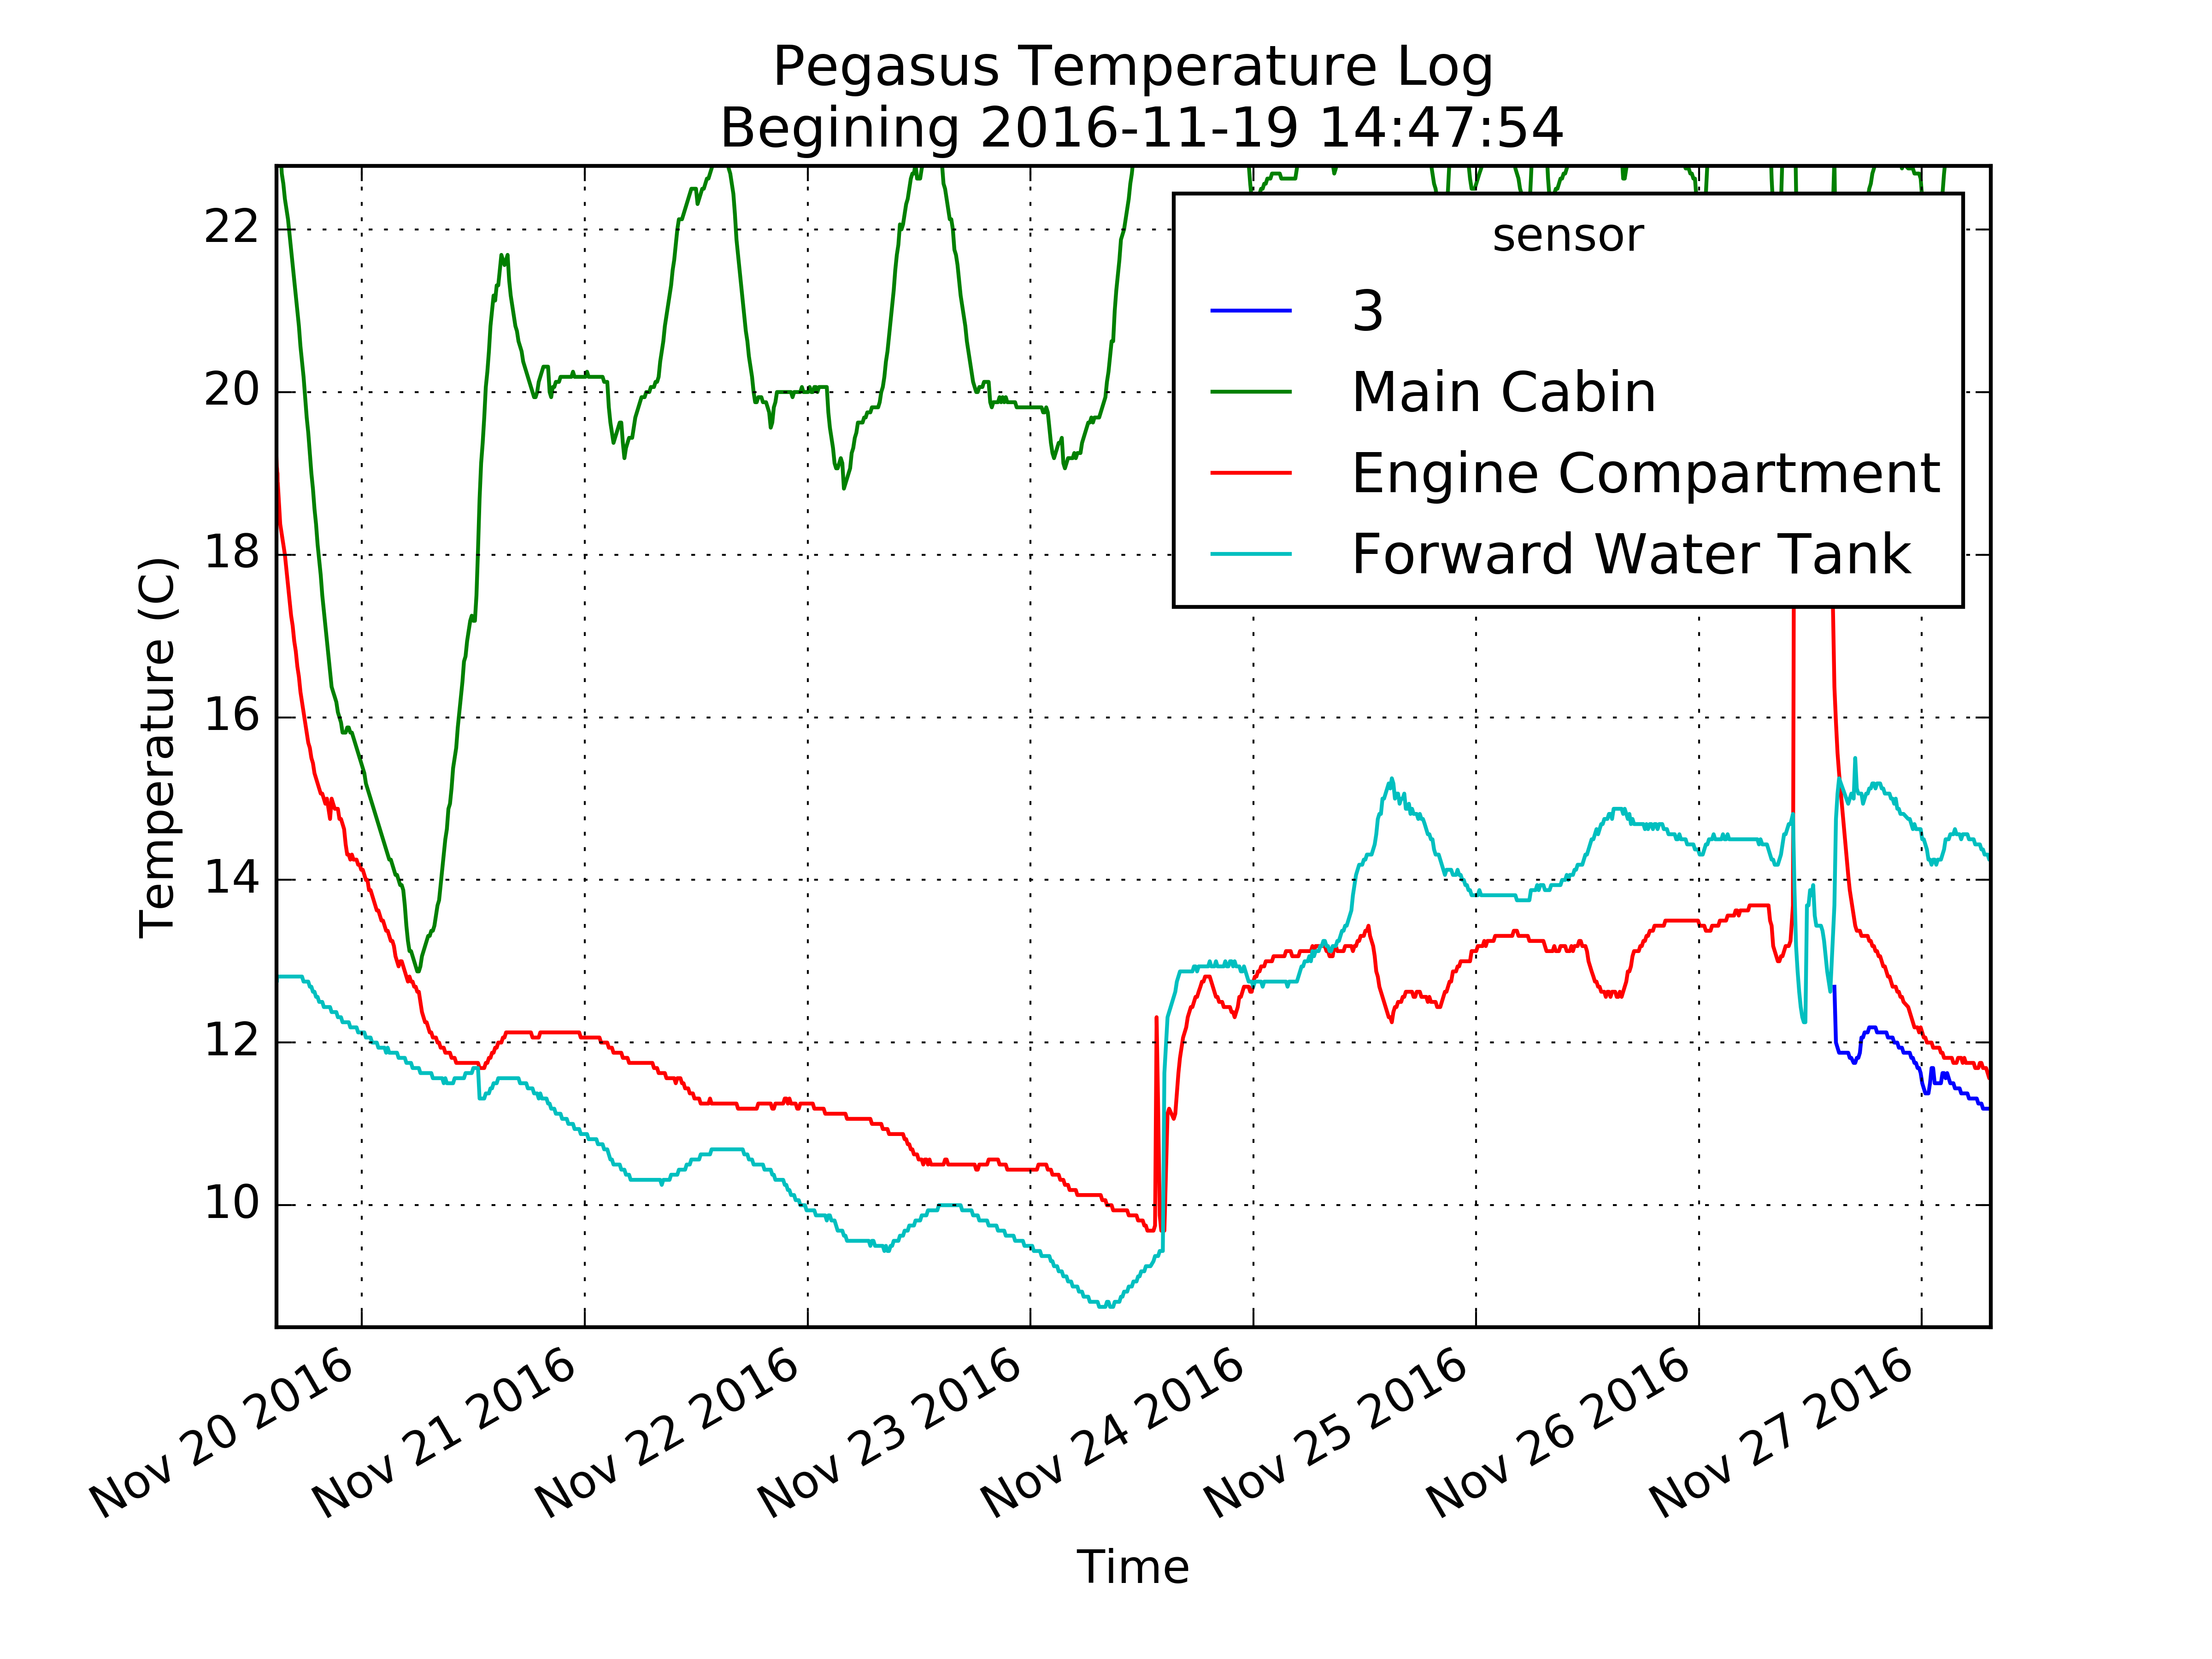 Pegasus Temperature Log
Begining 2016-11-19 14:47:54
sensor
3
Main Cabin
Engine Compartment
Forward Water Tank
Temperature (C)
22
20
18
16
14
12
10
Nov 20 2016
Nov 21 2016
Nov 22 2016
Nov 23 2016
Nov 24 2016
Nov 25 2016
Nov 26 2016
Nov 27 2016
Time